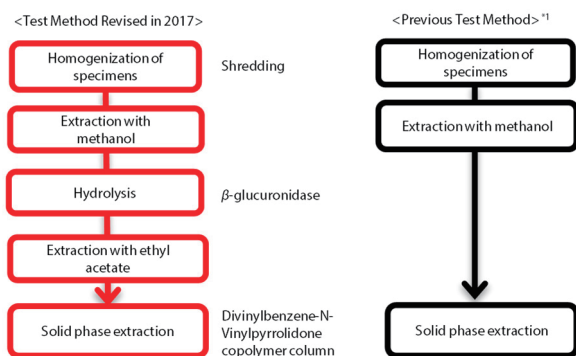 <Test Method Revised in 2017>
Homogenization of
specimens
Shredding
Extraction with
methanol
Hydrolysis
β-glucuronidase
Extraction with ethyl
acetate
Solid phase extraction
Divinylbenzene-N-
Vinylpyrrolidone
copolymer column
<Previous Test Method> *1
Homogenization of
specimens
Extraction with methanol
Solid phase extraction